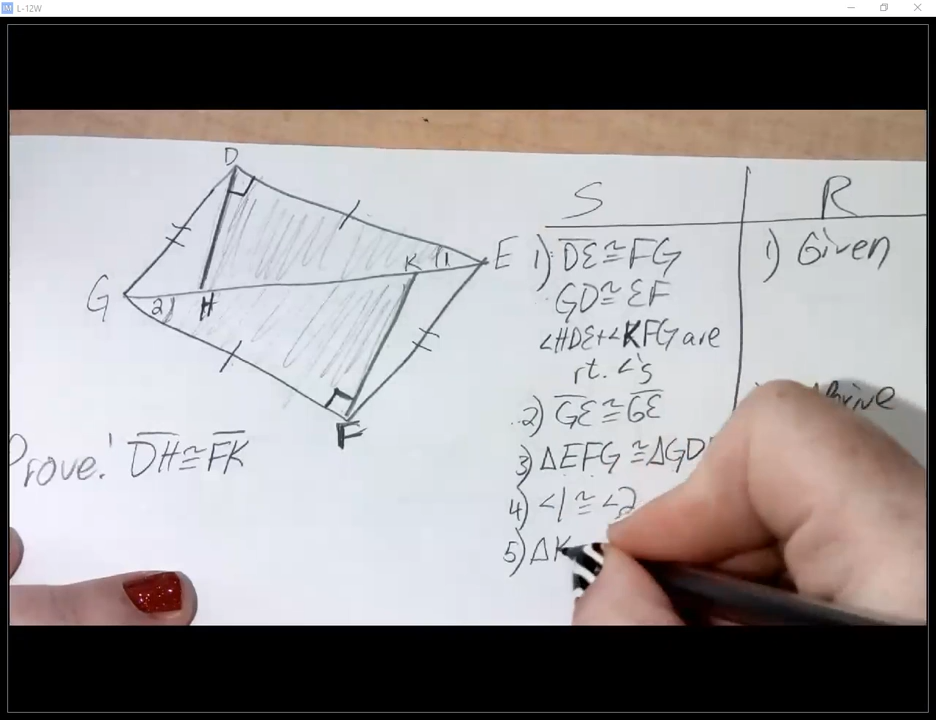 L-12W
D
E
K
1
G
2
H
F
Prove: DH≅FK
S
R
1) DE≅FG
GD≅EF
∠HDE+∠KFG are
rt. ∠'s
2) GE≅GE
3) ΔEFG≅ΔGD
4) ∠1≅∠2
5) ΔK
1) Given